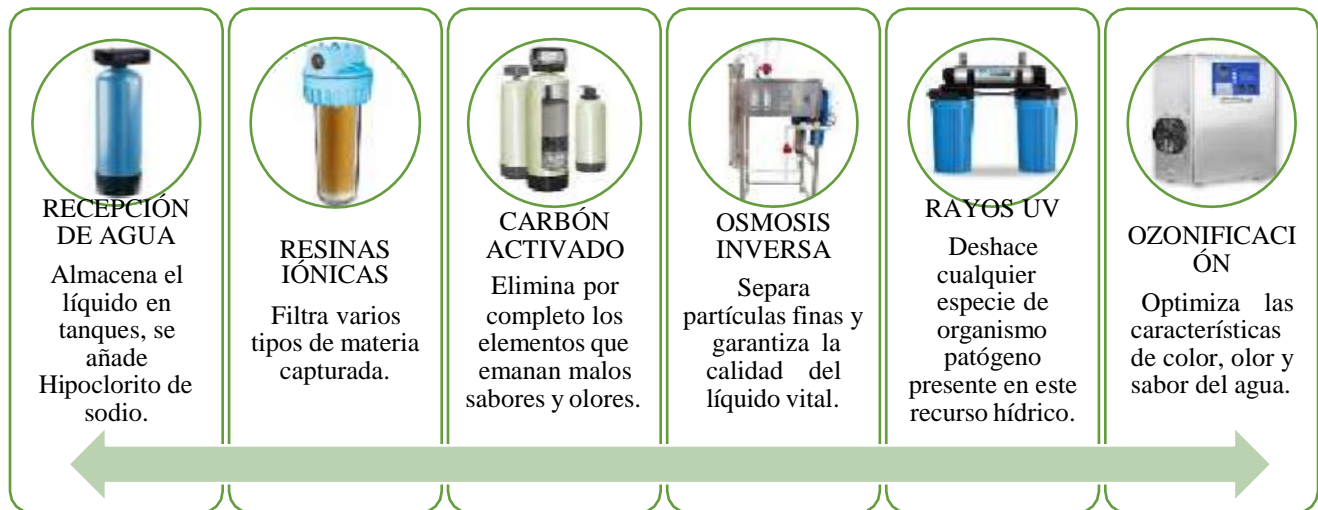 RECEPCIÓN
DE AGUA
Almacena el
líquido en
tanques, se
añade
Hipoclorito de
sodio.
RESINAS
IÓNICAS
Filtra varios
tipos de materia
capturada.
CARBÓN
ACTIVADO
Elimina por
completo los
elementos que
emanan malos
sabores y olores.
OSMOSIS
INVERSA
Separa
partículas finas y
garantiza la
calidad del
líquido vital.
RAYOS UV
Deshace
cualquier
especie de
organismo
patógeno
presente en este
recurso hídrico.
OZONIFICACI
ÓN
Optimiza las
características
de color, olor y
sabor del agua.